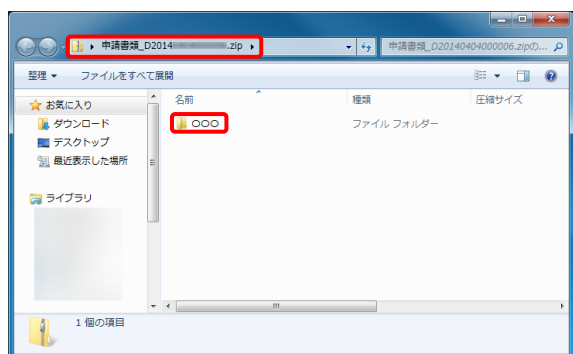 申請書類_D2014 .zip
申請書類_D20140404000006.zipの...
整理 ファイルをすべて展開
お気に入り
ダウンロード
デスクトップ
最近表示した場所
ライブラリ
名前 種類 圧縮サイズ
○○○ ファイル フォルダー
1 個の項目